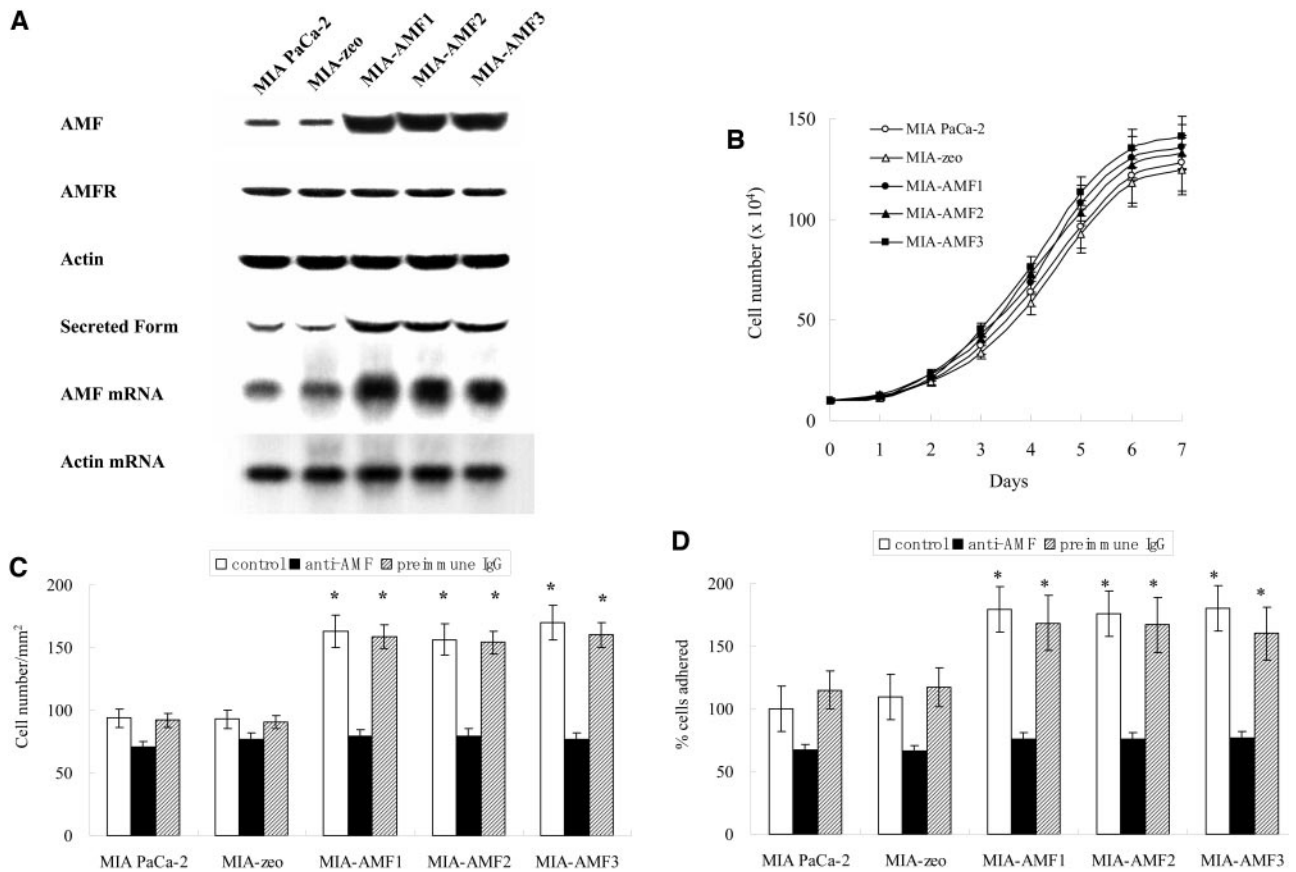 A
MIA PaCa-2
MIA-zeo
MIA-AMF1
MIA-AMF2
MIA-AMF3
AMF
AMFR
Actin
Secreted Form
AMF mRNA
Actin mRNA
B
MIA PaCa-2
MIA-zeo
MIA-AMF1
MIA-AMF2
MIA-AMF3
Cell number (x 10⁴)
150
100
50
0
0 1 2 3 4 5 6 7
Days
C
control anti-AMF preimmune IgG
Cell number/mm²
200
150
100
50
0
* * * * * *
MIA PaCa-2 MIA-zeo MIA-AMF1 MIA-AMF2 MIA-AMF3
D
control anti-AMF preimmune IgG
% cells adhered
200
150
100
50
0
* * * * * *
MIA PaCa-2 MIA-zeo MIA-AMF1 MIA-AMF2 MIA-AMF3